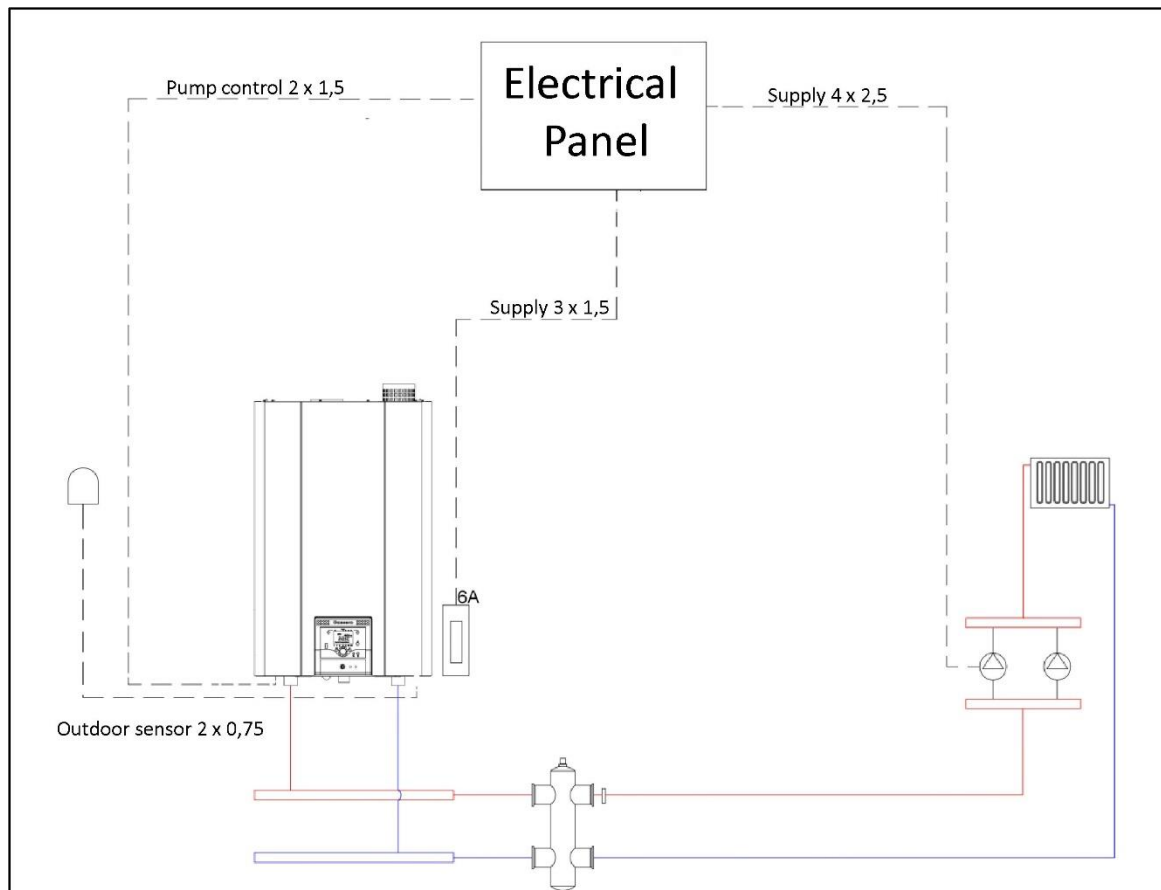 Electrical
Panel
Pump control 2 x 1,5
Supply 4 x 2,5
Supply 3 x 1,5
6A
Outdoor sensor 2 x 0,75